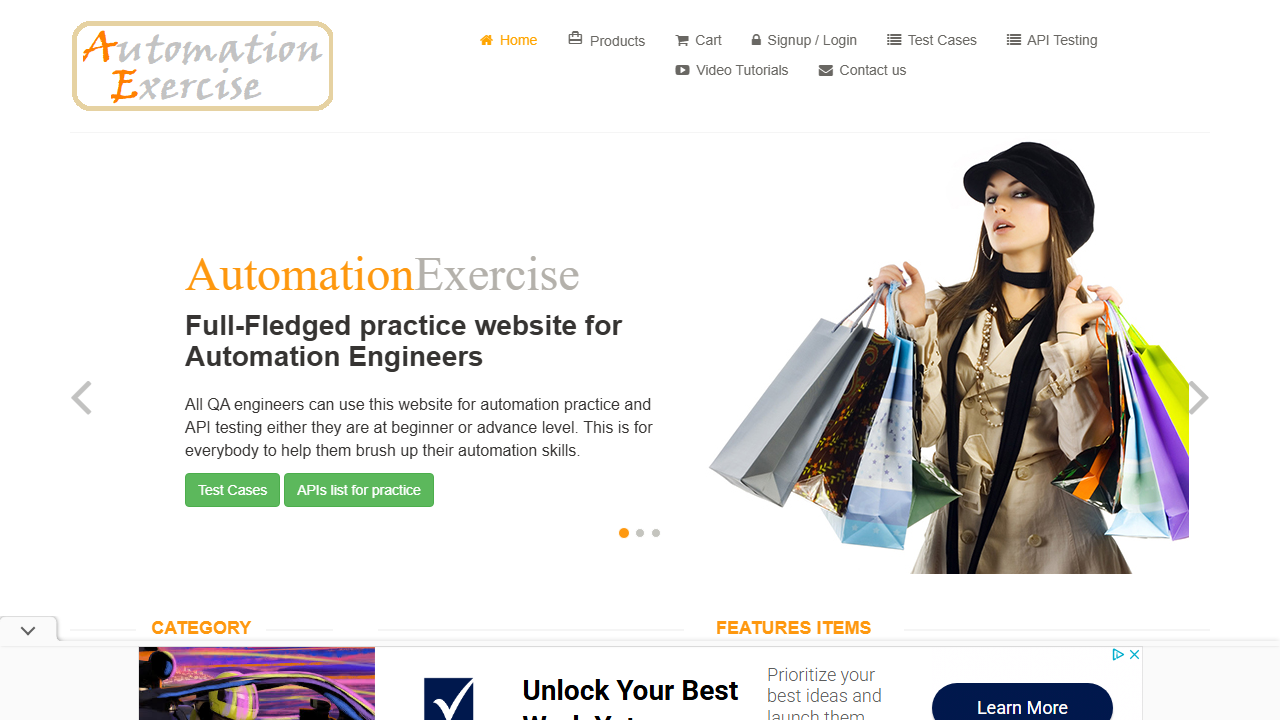 Automation
Exercise
Home
Products
Cart
Signup / Login
Test Cases
API Testing
Video Tutorials
Contact us
AutomationExercise
Full-Fledged practice website for
Automation Engineers
All QA engineers can use this website for automation practice and
API testing either they are at beginner or advance level. This is for
everybody to help them brush up their automation skills.
Test Cases
APIs list for practice
CATEGORY
FEATURES ITEMS
Unlock Your Best
Prioritize your
best ideas and
launch them
Learn More